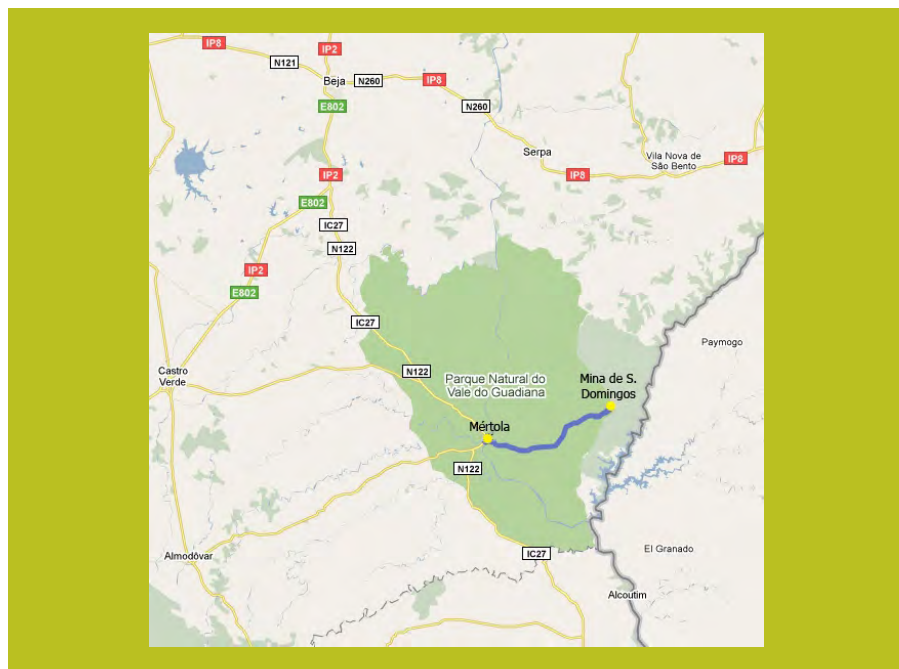 IP8
IP2
N121
Beja
N260
IP8
E802
N260
Serpa
Vila Nova de
São Bento
IP8
IP2
IP8
E802
IC27
N122
IP2
E802
IC27
Paymogo
Castro
Verde
N122
Parque Natural do
Vale do Guadiana
Mina de S.
Domingos
Mértola
N122
Almodôvar
IC27
El Granado
Alcoutim